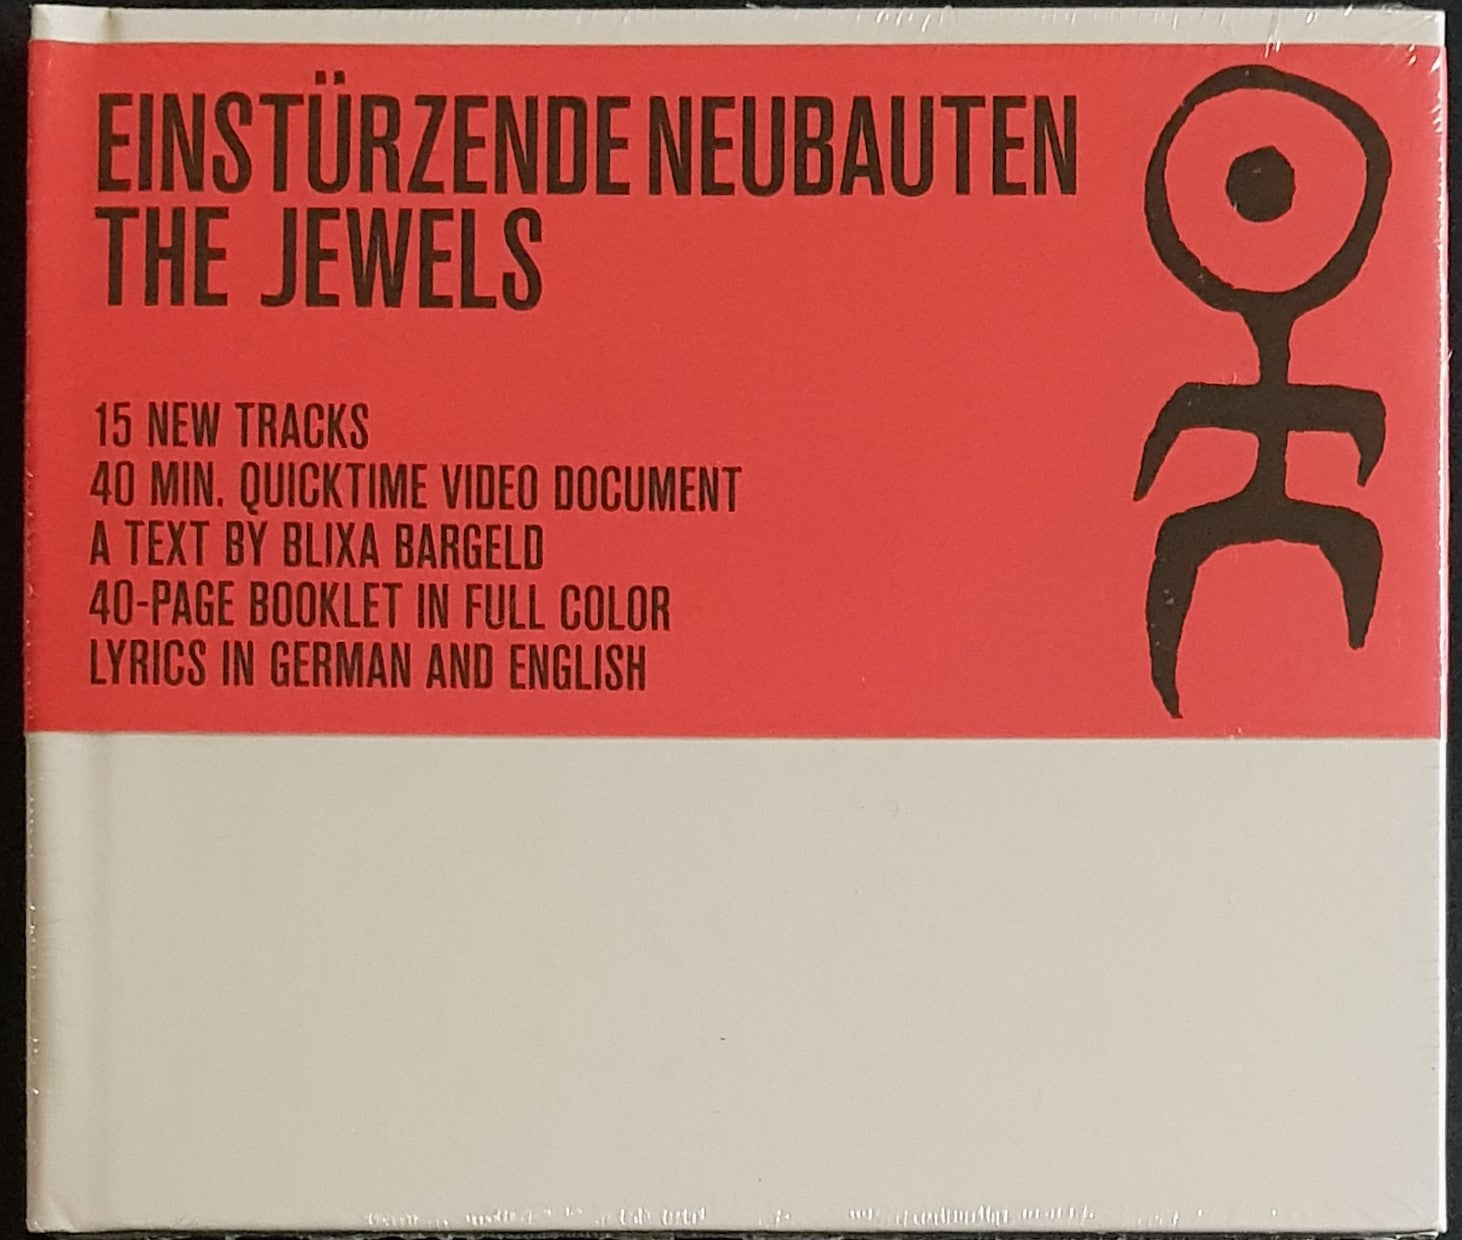 EINSTÜRZENDE NEUBAUTEN
THE JEWELS
15 NEW TRACKS
40 MIN. QUICKTIME VIDEO DOCUMENT
A TEXT BY BLIXA BARGELD
40-PAGE BOOKLET IN FULL COLOR
LYRICS IN GERMAN AND ENGLISH